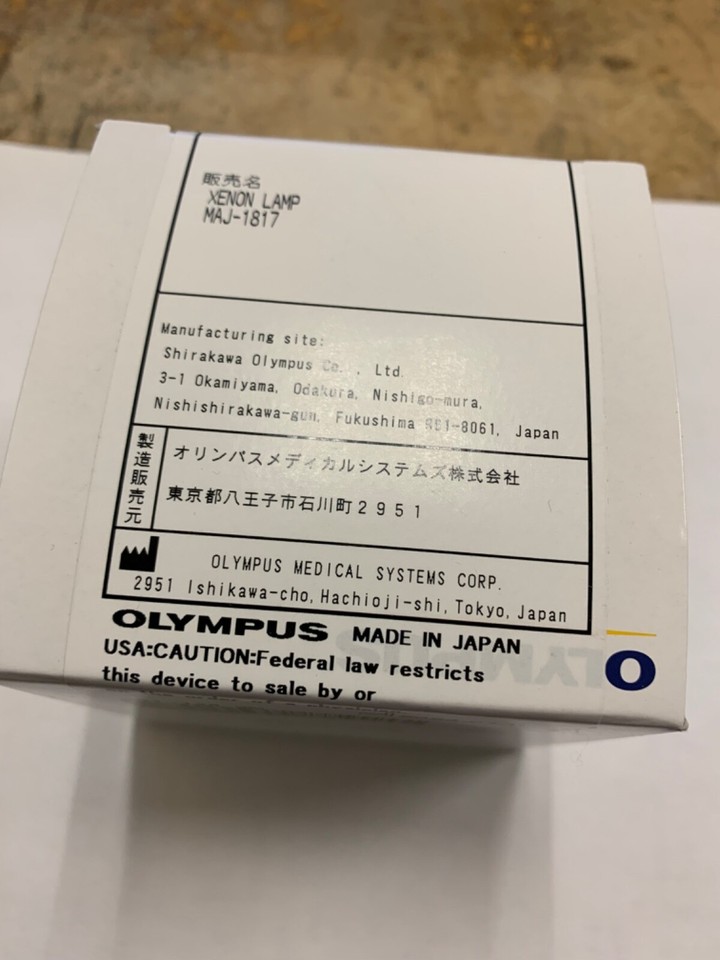 販売名
XENON LAMP
MAJ-1817
Manufacturing site:
Shirakawa Olympus Co., Ltd.
3-1 Okamiyama, Odakura, Nishigo-mura,
Nishishirakawa-gun, Fukushima 961-8061, Japan
製造販売元
オリンパスメディカルシステムズ株式会社
東京都八王子市石川町2951
OLYMPUS MEDICAL SYSTEMS CORP.
2951 Ishikawa-cho, Hachioji-shi, Tokyo, Japan
OLYMPUS MADE IN JAPAN
USA:CAUTION:Federal law restricts
this device to sale by or
O